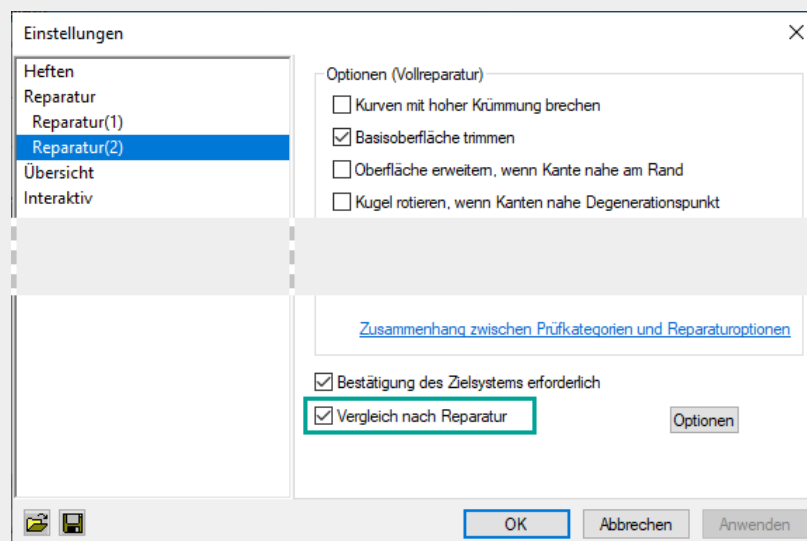 Einstellungen
Heften
Reparatur
Reparatur(1)
Reparatur(2)
Übersicht
Interaktiv
Optionen (Vollreparatur)
Kurven mit hoher Krümmung brechen
Basisoberfläche trimmen
Oberfläche erweitern, wenn Kante nahe am Rand
Kugel rotieren, wenn Kanten nahe Degenerationspunkt
Zusammenhang zwischen Prüfkategorien und Reparaturoptionen
Bestätigung des Zielsystems erforderlich
Vergleich nach Reparatur
Optionen
OK
Abbrechen
Anwenden